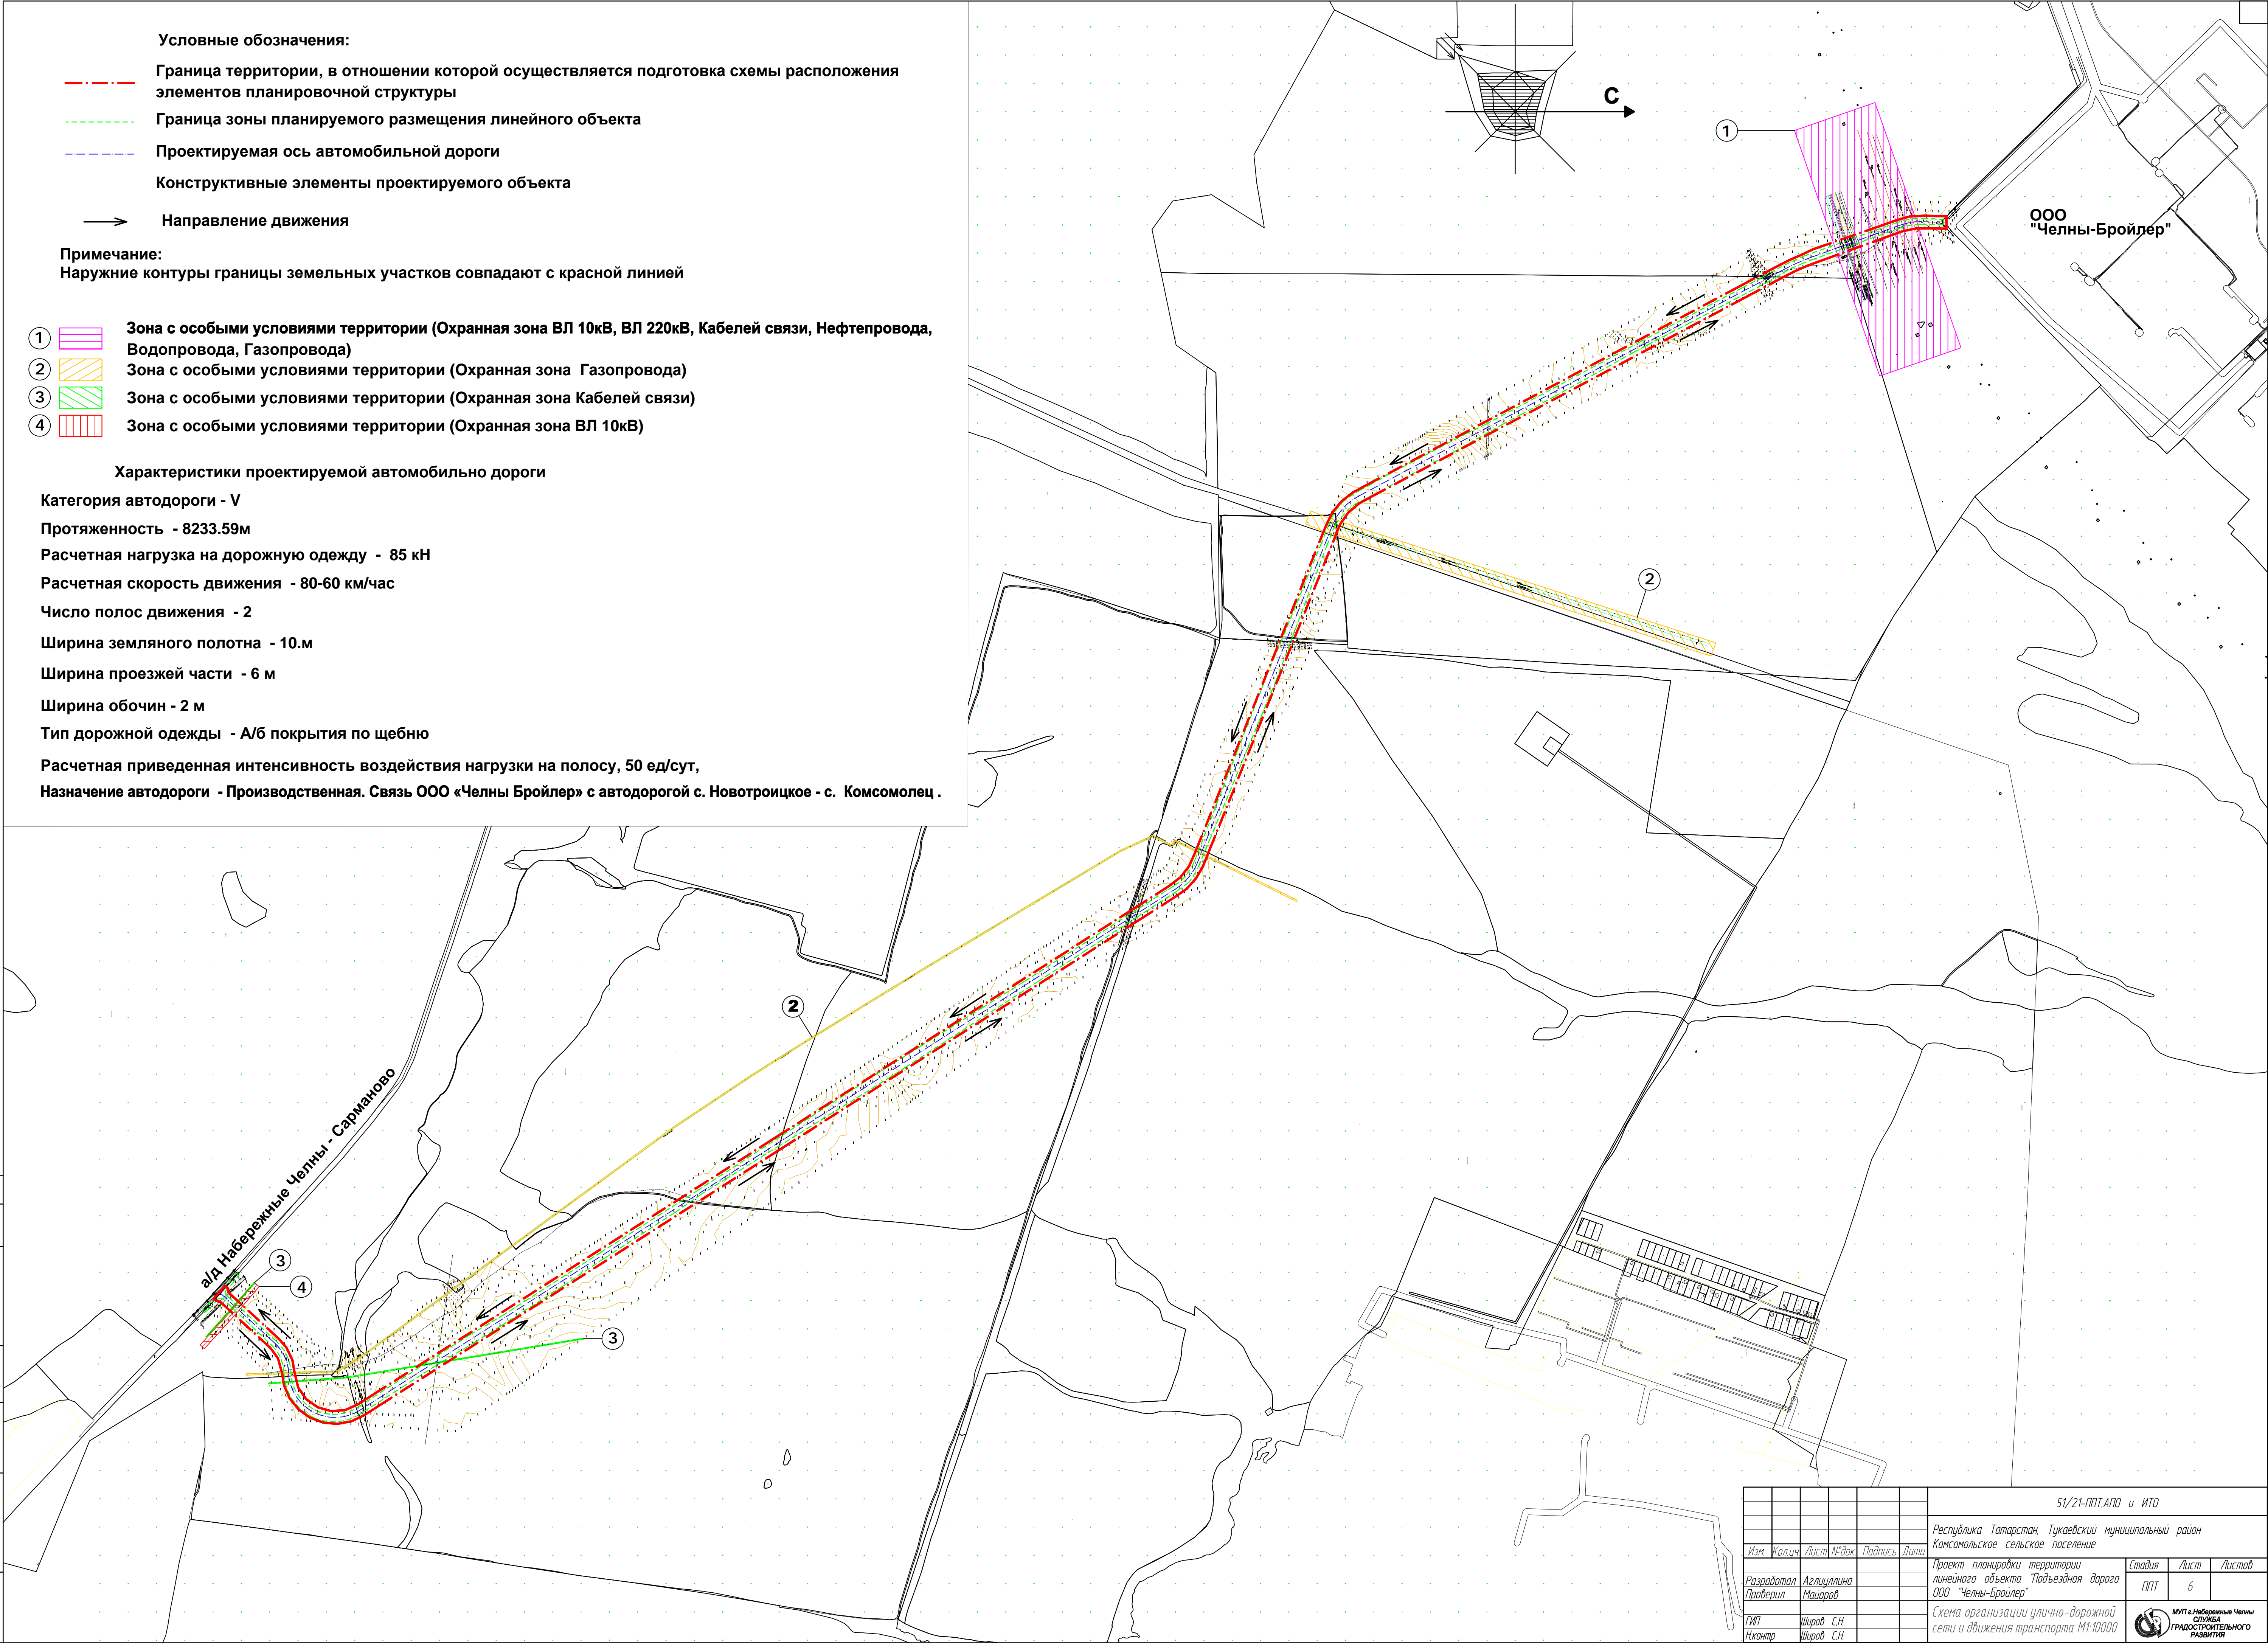 Условные обозначения:
Граница территории, в отношении которой осуществляется подготовка схемы расположения
элементов планировочной структуры
Граница зоны планируемого размещения линейного объекта
Проектируемая ось автомобильной дороги
Конструктивные элементы проектируемого объекта
Направление движения
Примечание:
Наружние контуры границы земельных участков совпадают с красной линией
1 Зона с особыми условиями территории (Охранная зона ВЛ 10кВ, ВЛ 220кВ, Кабелей связи, Нефтепровода,
Водопровода, Газопровода)
2 Зона с особыми условиями территории (Охранная зона Газопровода)
3 Зона с особыми условиями территории (Охранная зона Кабелей связи)
4 Зона с особыми условиями территории (Охранная зона ВЛ 10кВ)
Характеристики проектируемой автомобильно дороги
Категория автодороги - V
Протяженность - 8233.59м
Расчетная нагрузка на дорожную одежду - 85 кН
Расчетная скорость движения - 80-60 км/час
Число полос движения - 2
Ширина земляного полотна - 10.м
Ширина проезжей части - 6 м
Ширина обочин - 2 м
Тип дорожной одежды - А/б покрытия по щебню
Расчетная приведенная интенсивность воздействия нагрузки на полосу, 50 ед/сут,
Назначение автодороги - Производственная. Связь ООО «Челны Бройлер» с автодорогой с. Новотроицкое - с. Комсомолец .
С
1
ООО
"Челны-Бройлер"
2
2
а/д Набережные Челны - Сарманово
3
4
3
51/21-ППТ.АПО и ИТО
Республика Татарстан, Тукаевский муниципальный район
Комсомольское сельское поселение
Изм. Кол.уч Лист №док Подпись Дата
Проект планировки территории
линейного объекта "Подъездная дорога
ООО "Челны-Бройлер"
Стадия Лист Листов
ППТ 6
Разработал Аглиуллина
Проверил Майоров
ГИП Широв С.Н.
Н.контр Широв С.Н.
Схема организации улично-дорожной
сети и движения транспорта М1:10000
МУП г.Набережные Челны
СЛУЖБА
ГРАДОСТРОИТЕЛЬНОГО
РАЗВИТИЯ